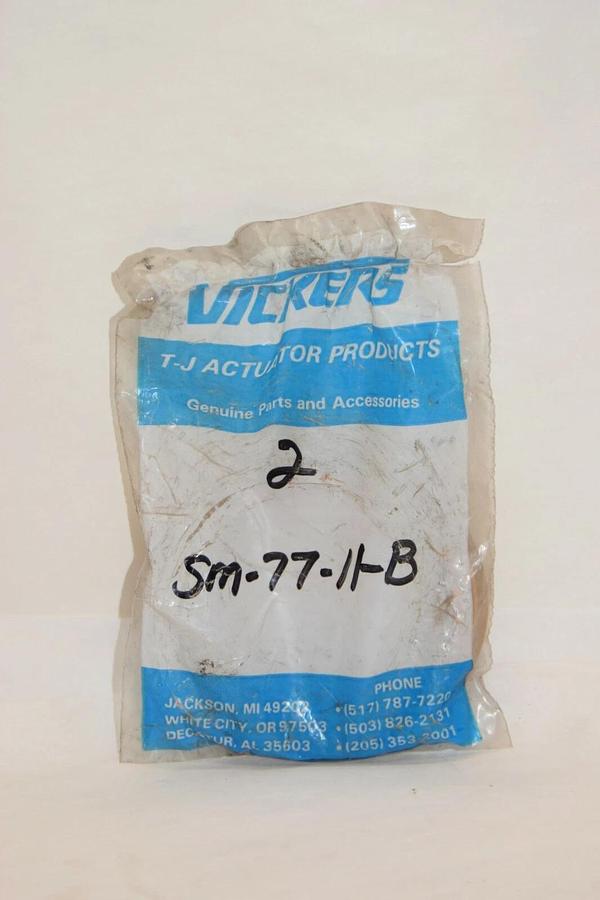 VICKERS
T-J ACTUATOR PRODUCTS
Genuine Parts and Accessories
2
Sm-77-11-B
PHONE
JACKSON, MI 49202 • (517) 787-7220
WHITE CITY, OR 97503 • (503) 826-2131
DECATUR, AL 35603 • (205) 353-2001